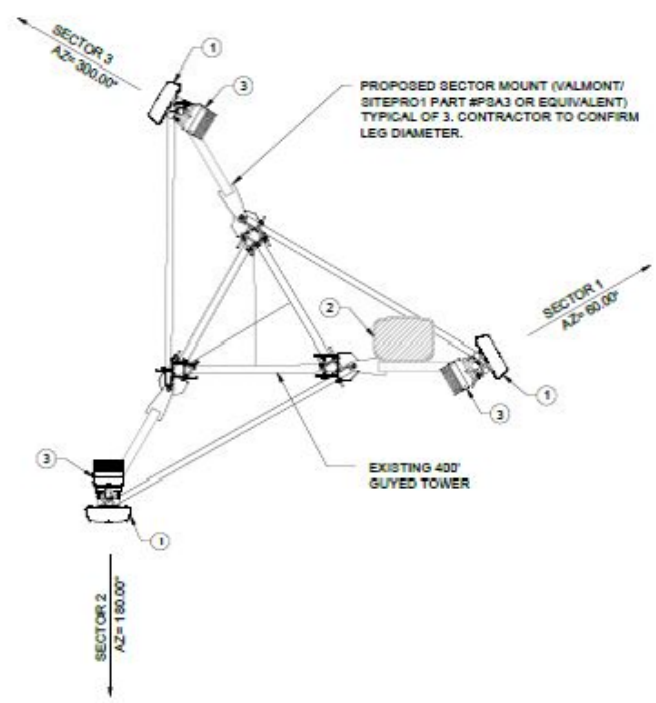 SECTOR 3
AZ= 300.00°
1
3
PROPOSED SECTOR MOUNT (VALMONT/
SITEPRO1 PART #PSA3 OR EQUIVALENT)
TYPICAL OF 3. CONTRACTOR TO CONFIRM
LEG DIAMETER.
SECTOR 1
AZ= 60.00°
2
1
3
3
EXISTING 400'
GUYED TOWER
1
SECTOR 2
AZ= 180.00°